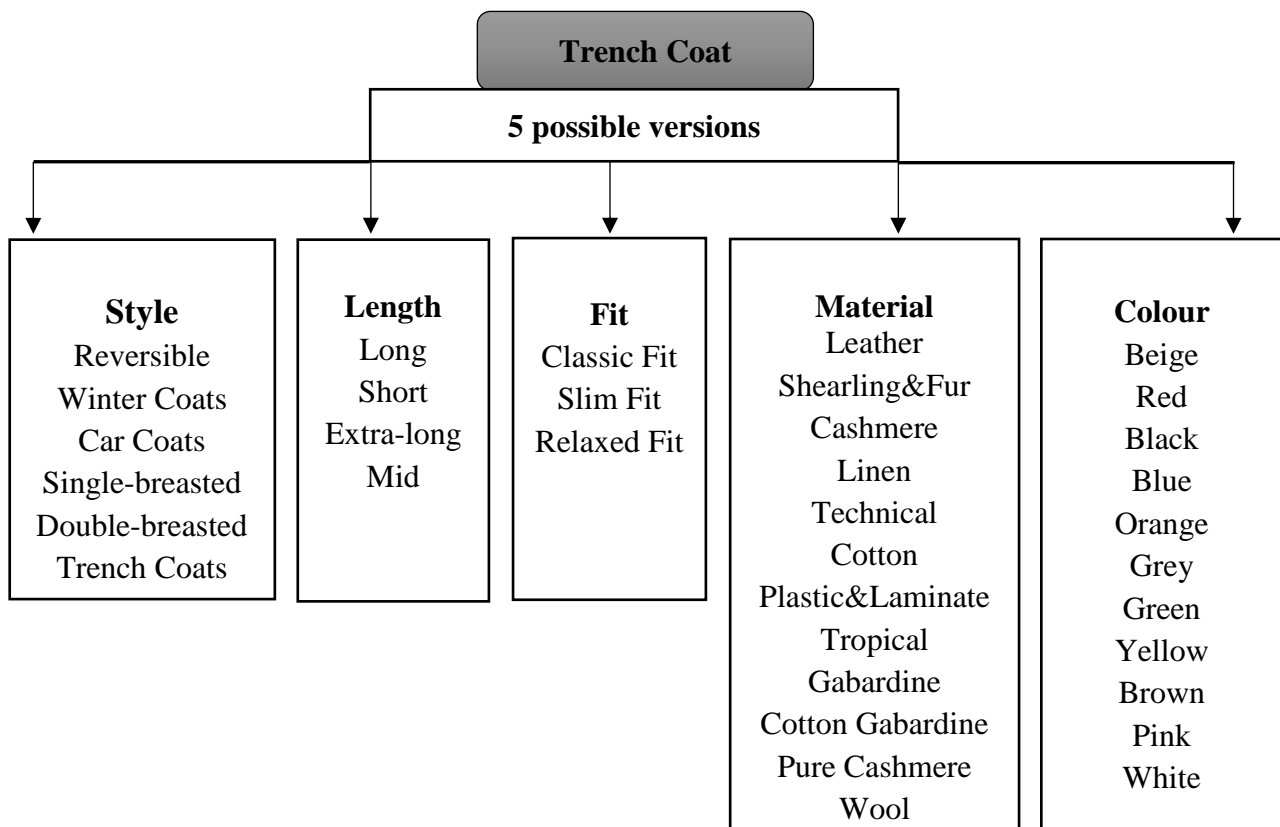 Trench Coat
5 possible versions
Style
Reversible
Winter Coats
Car Coats
Single-breasted
Double-breasted
Trench Coats
Length
Long
Short
Extra-long
Mid
Fit
Classic Fit
Slim Fit
Relaxed Fit
Material
Leather
Shearling&Fur
Cashmere
Linen
Technical
Cotton
Plastic&Laminate
Tropical
Gabardine
Cotton Gabardine
Pure Cashmere
Wool
Colour
Beige
Red
Black
Blue
Orange
Grey
Green
Yellow
Brown
Pink
White